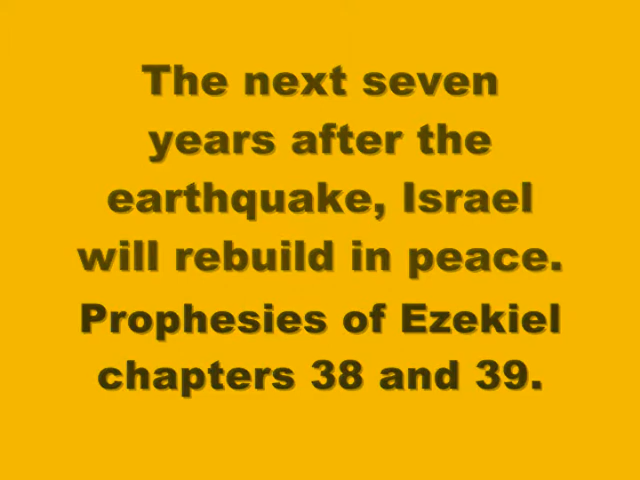 The next seven
years after the
earthquake, Israel
will rebuild in peace.
Prophesies of Ezekiel
chapters 38 and 39.